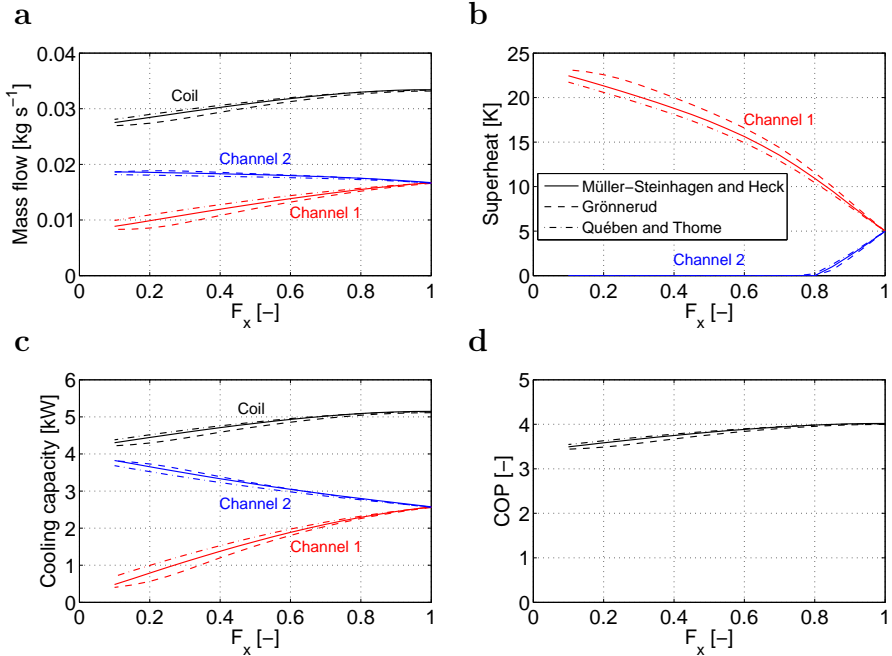 a
Mass flow [kg s⁻¹]
0.04
0.03
0.02
0.01
0
Coil
Channel 2
Channel 1
0 0.2 0.4 0.6 0.8 1
F_x [–]
b
Superheat [K]
25
20
15
10
5
0
Channel 1
Müller–Steinhagen and Heck
Grönnerud
Quében and Thome
Channel 2
0 0.2 0.4 0.6 0.8 1
F_x [–]
c
Cooling capacity [kW]
6
5
4
3
2
1
0
Coil
Channel 2
Channel 1
0 0.2 0.4 0.6 0.8 1
F_x [–]
d
COP [–]
5
4
3
2
1
0
0 0.2 0.4 0.6 0.8 1
F_x [–]